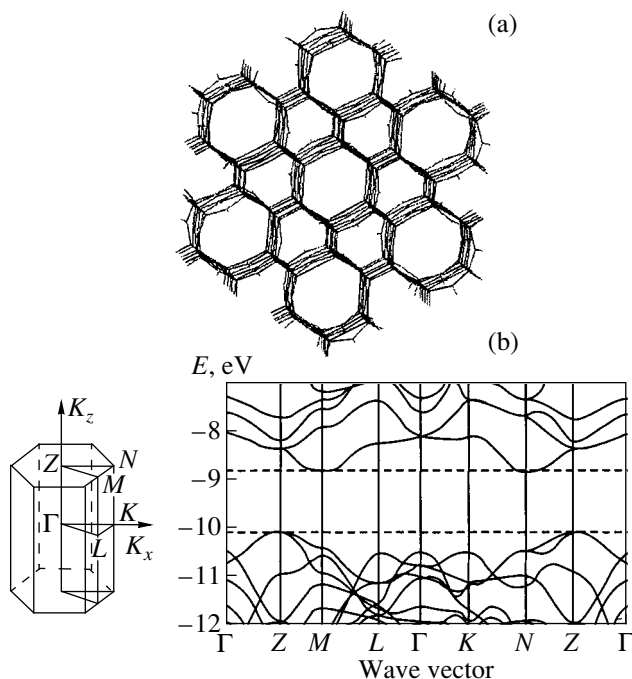 (a)
(b)
E, eV
−8
−9
−10
−11
−12
Γ Z M L Γ K N Z Γ
Wave vector
K_z
Z N
M
Γ K
L K_x